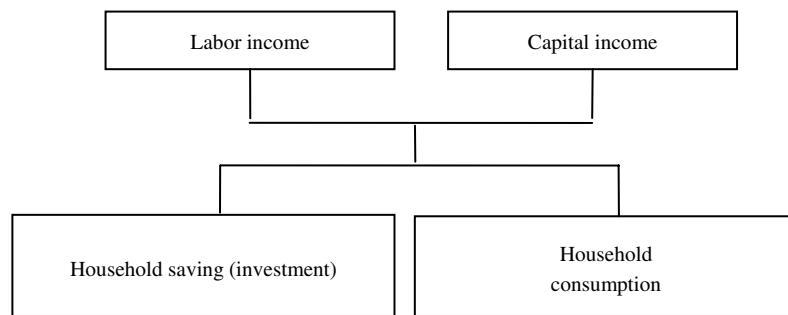 Labor income
Capital income
Household saving (investment)
Household
consumption